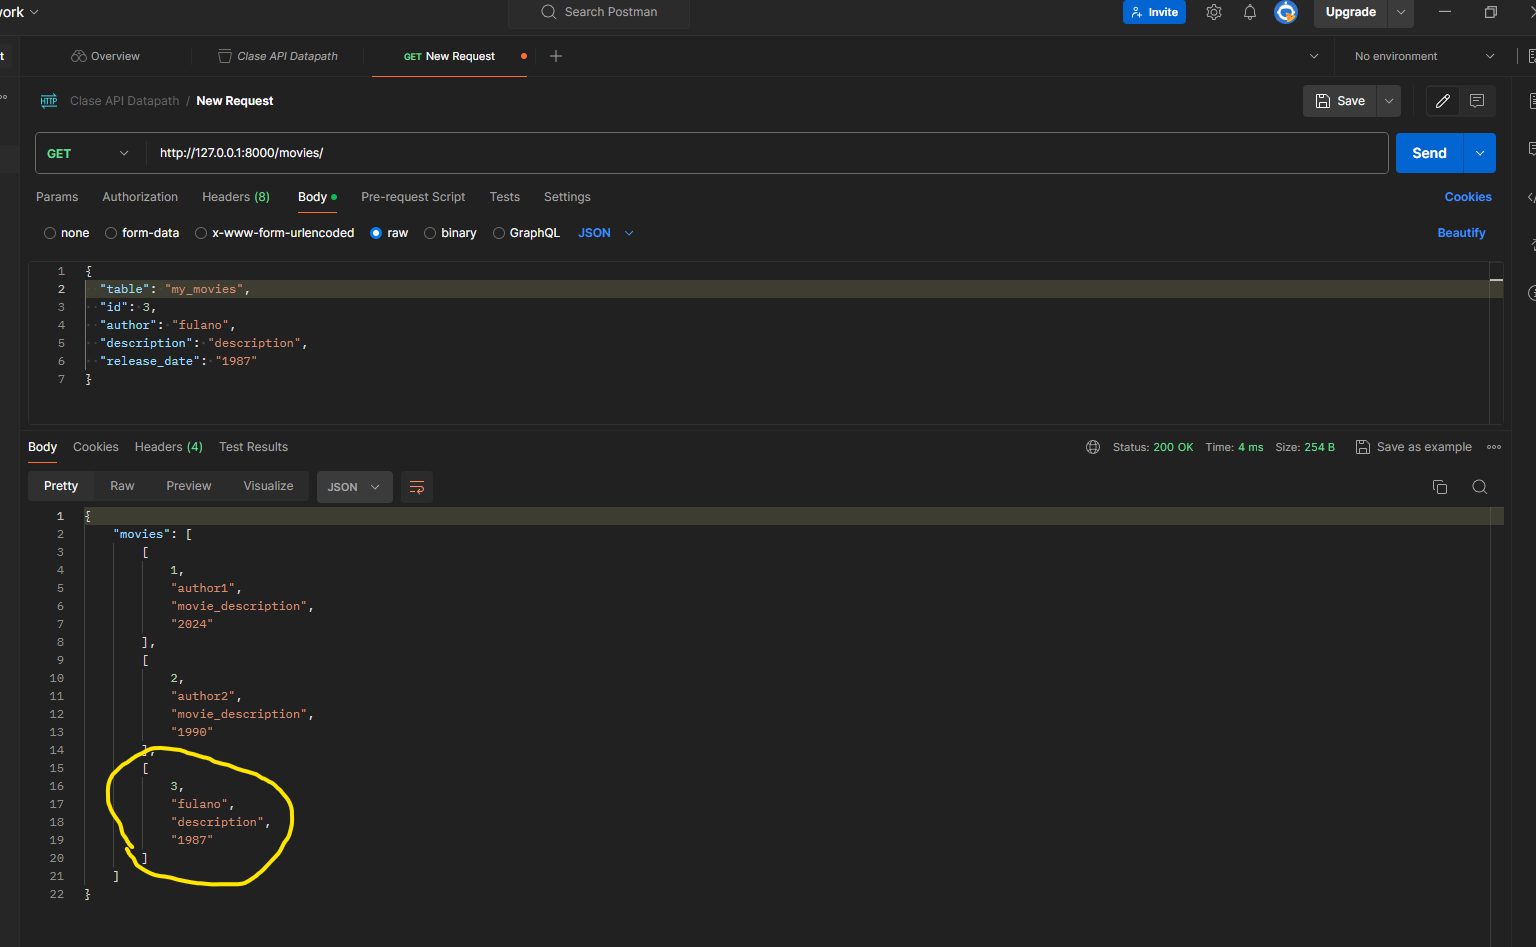 work
Search Postman
Invite
Upgrade
Overview
Clase API Datapath
GET New Request
No environment
HTTP
Clase API Datapath / New Request
Save
GET
http://127.0.0.1:8000/movies/
Send
Params
Authorization
Headers (8)
Body
Pre-request Script
Tests
Settings
Cookies
none
form-data
x-www-form-urlencoded
raw
binary
GraphQL
JSON
Beautify
1 {
2 "table": "my_movies",
3 "id": 3,
4 "author": "fulano",
5 "description": "description",
6 "release_date": "1987"
7 }
Body
Cookies
Headers (4)
Test Results
Status: 200 OK
Time: 4 ms
Size: 254 B
Save as example
Pretty
Raw
Preview
Visualize
JSON
1 {
2 "movies": [
3 [
4 1,
5 "author1",
6 "movie_description",
7 "2024"
8 ],
9 [
10 2,
11 "author2",
12 "movie_description",
13 "1990"
14 ],
15 [
16 3,
17 "fulano",
18 "description",
19 "1987"
20 ]
21 ]
22 }